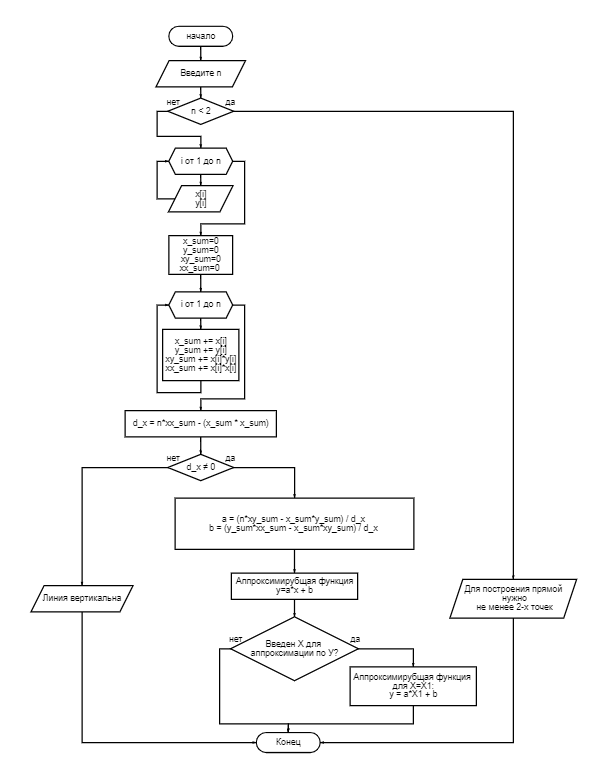 начало
Введите n
нет
да
n < 2
i от 1 до n
x[i]
y[i]
x_sum=0
y_sum=0
xy_sum=0
xx_sum=0
i от 1 до n
x_sum += x[i]
y_sum += y[i]
xy_sum += x[i]*y[i]
xx_sum += x[i]*x[i]
d_x = n*xx_sum - (x_sum * x_sum)
нет
да
d_x ≠ 0
a = (n*xy_sum - x_sum*y_sum) / d_x
b = (y_sum*xx_sum - x_sum*xy_sum) / d_x
Аппроксимирубщая функция
y=a*x + b
Линия вертикальна
Для построения прямой
нужно
не менее 2-х точек
нет
да
Введен X для
аппроксимации по У?
Аппроксимирубщая функция
для X=X1:
y = a*X1 + b
Конец